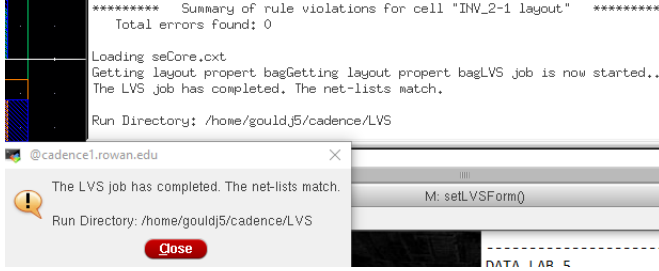 ********* Summary of rule violations for cell "INV_2-1 layout" *********
Total errors found: 0
Loading seCore.cxt
Getting layout propert bagGetting layout propert bagLVS job is now started..
The LVS job has completed. The net-lists match.
Run Directory: /home/gouldj5/cadence/LVS
@cadence1.rowan.edu
The LVS job has completed. The net-lists match.
Run Directory: /home/gouldj5/cadence/LVS
Close
M: setLVSForm()
--------------------
DATA LAB 5